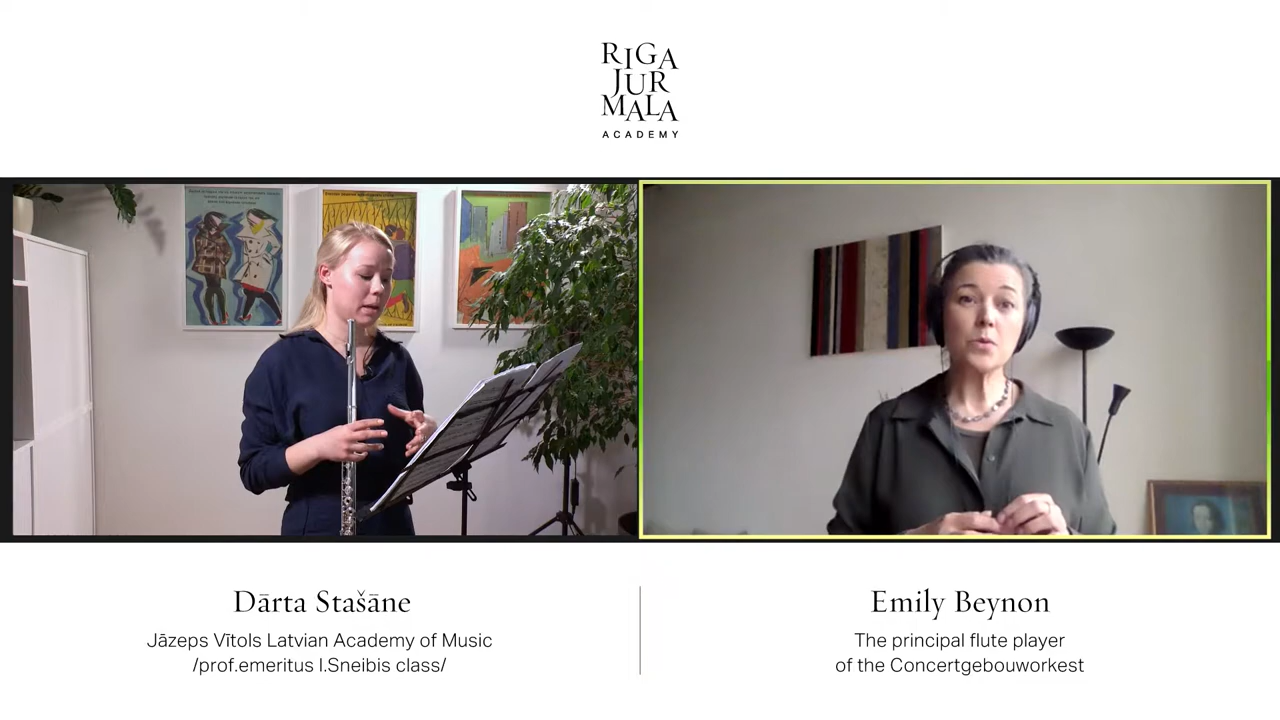 RIGA
JUR
MALA
ACADEMY
Dārta Stašāne
Jāzeps Vītols Latvian Academy of Music
/prof.emeritus I.Sneibis class/
Emily Beynon
The principal flute player
of the Concertgebouworkest